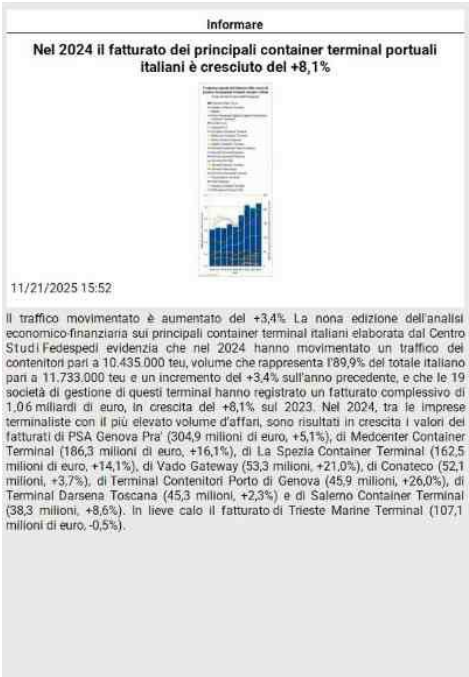 Informare
Nel 2024 il fatturato dei principali container terminal portuali
italiani è cresciuto del +8,1%
11/21/2025 15:52
Il traffico movimentato è aumentato del +3,4% La nona edizione dell'analisi
economico-finanziaria sui principali container terminal italiani elaborata dal Centro
Studi Fedespedi evidenzia che nel 2024 hanno movimentato un traffico dei
contenitori pari a 10.435.000 teu, volume che rappresenta l'89,9% del totale italiano
pari a 11.733.000 teu e un incremento del +3,4% sull'anno precedente, e che le 19
società di gestione di questi terminal hanno registrato un fatturato complessivo di
1,06 miliardi di euro, in crescita del +8,1% sul 2023. Nel 2024, tra le imprese
terminaliste con il più elevato volume d'affari, sono risultati in crescita i valori dei
fatturati di PSA Genova Pra' (304,9 milioni di euro, +5,1%), di Medcenter Container
Terminal (186,3 milioni di euro, +16,1%), di La Spezia Container Terminal (162,5
milioni di euro, +14,1%), di Vado Gateway (53,3 milioni, +21,0%), di Conateco (52,1
milioni, +3,7%), di Terminal Contenitori Porto di Genova (45,9 milioni, +26,0%), di
Terminal Darsena Toscana (45,3 milioni, +2,3%) e di Salerno Container Terminal
(38,3 milioni, +8,6%). In lieve calo il fatturato di Trieste Marine Terminal (107,1
milioni di euro, -0,5%).